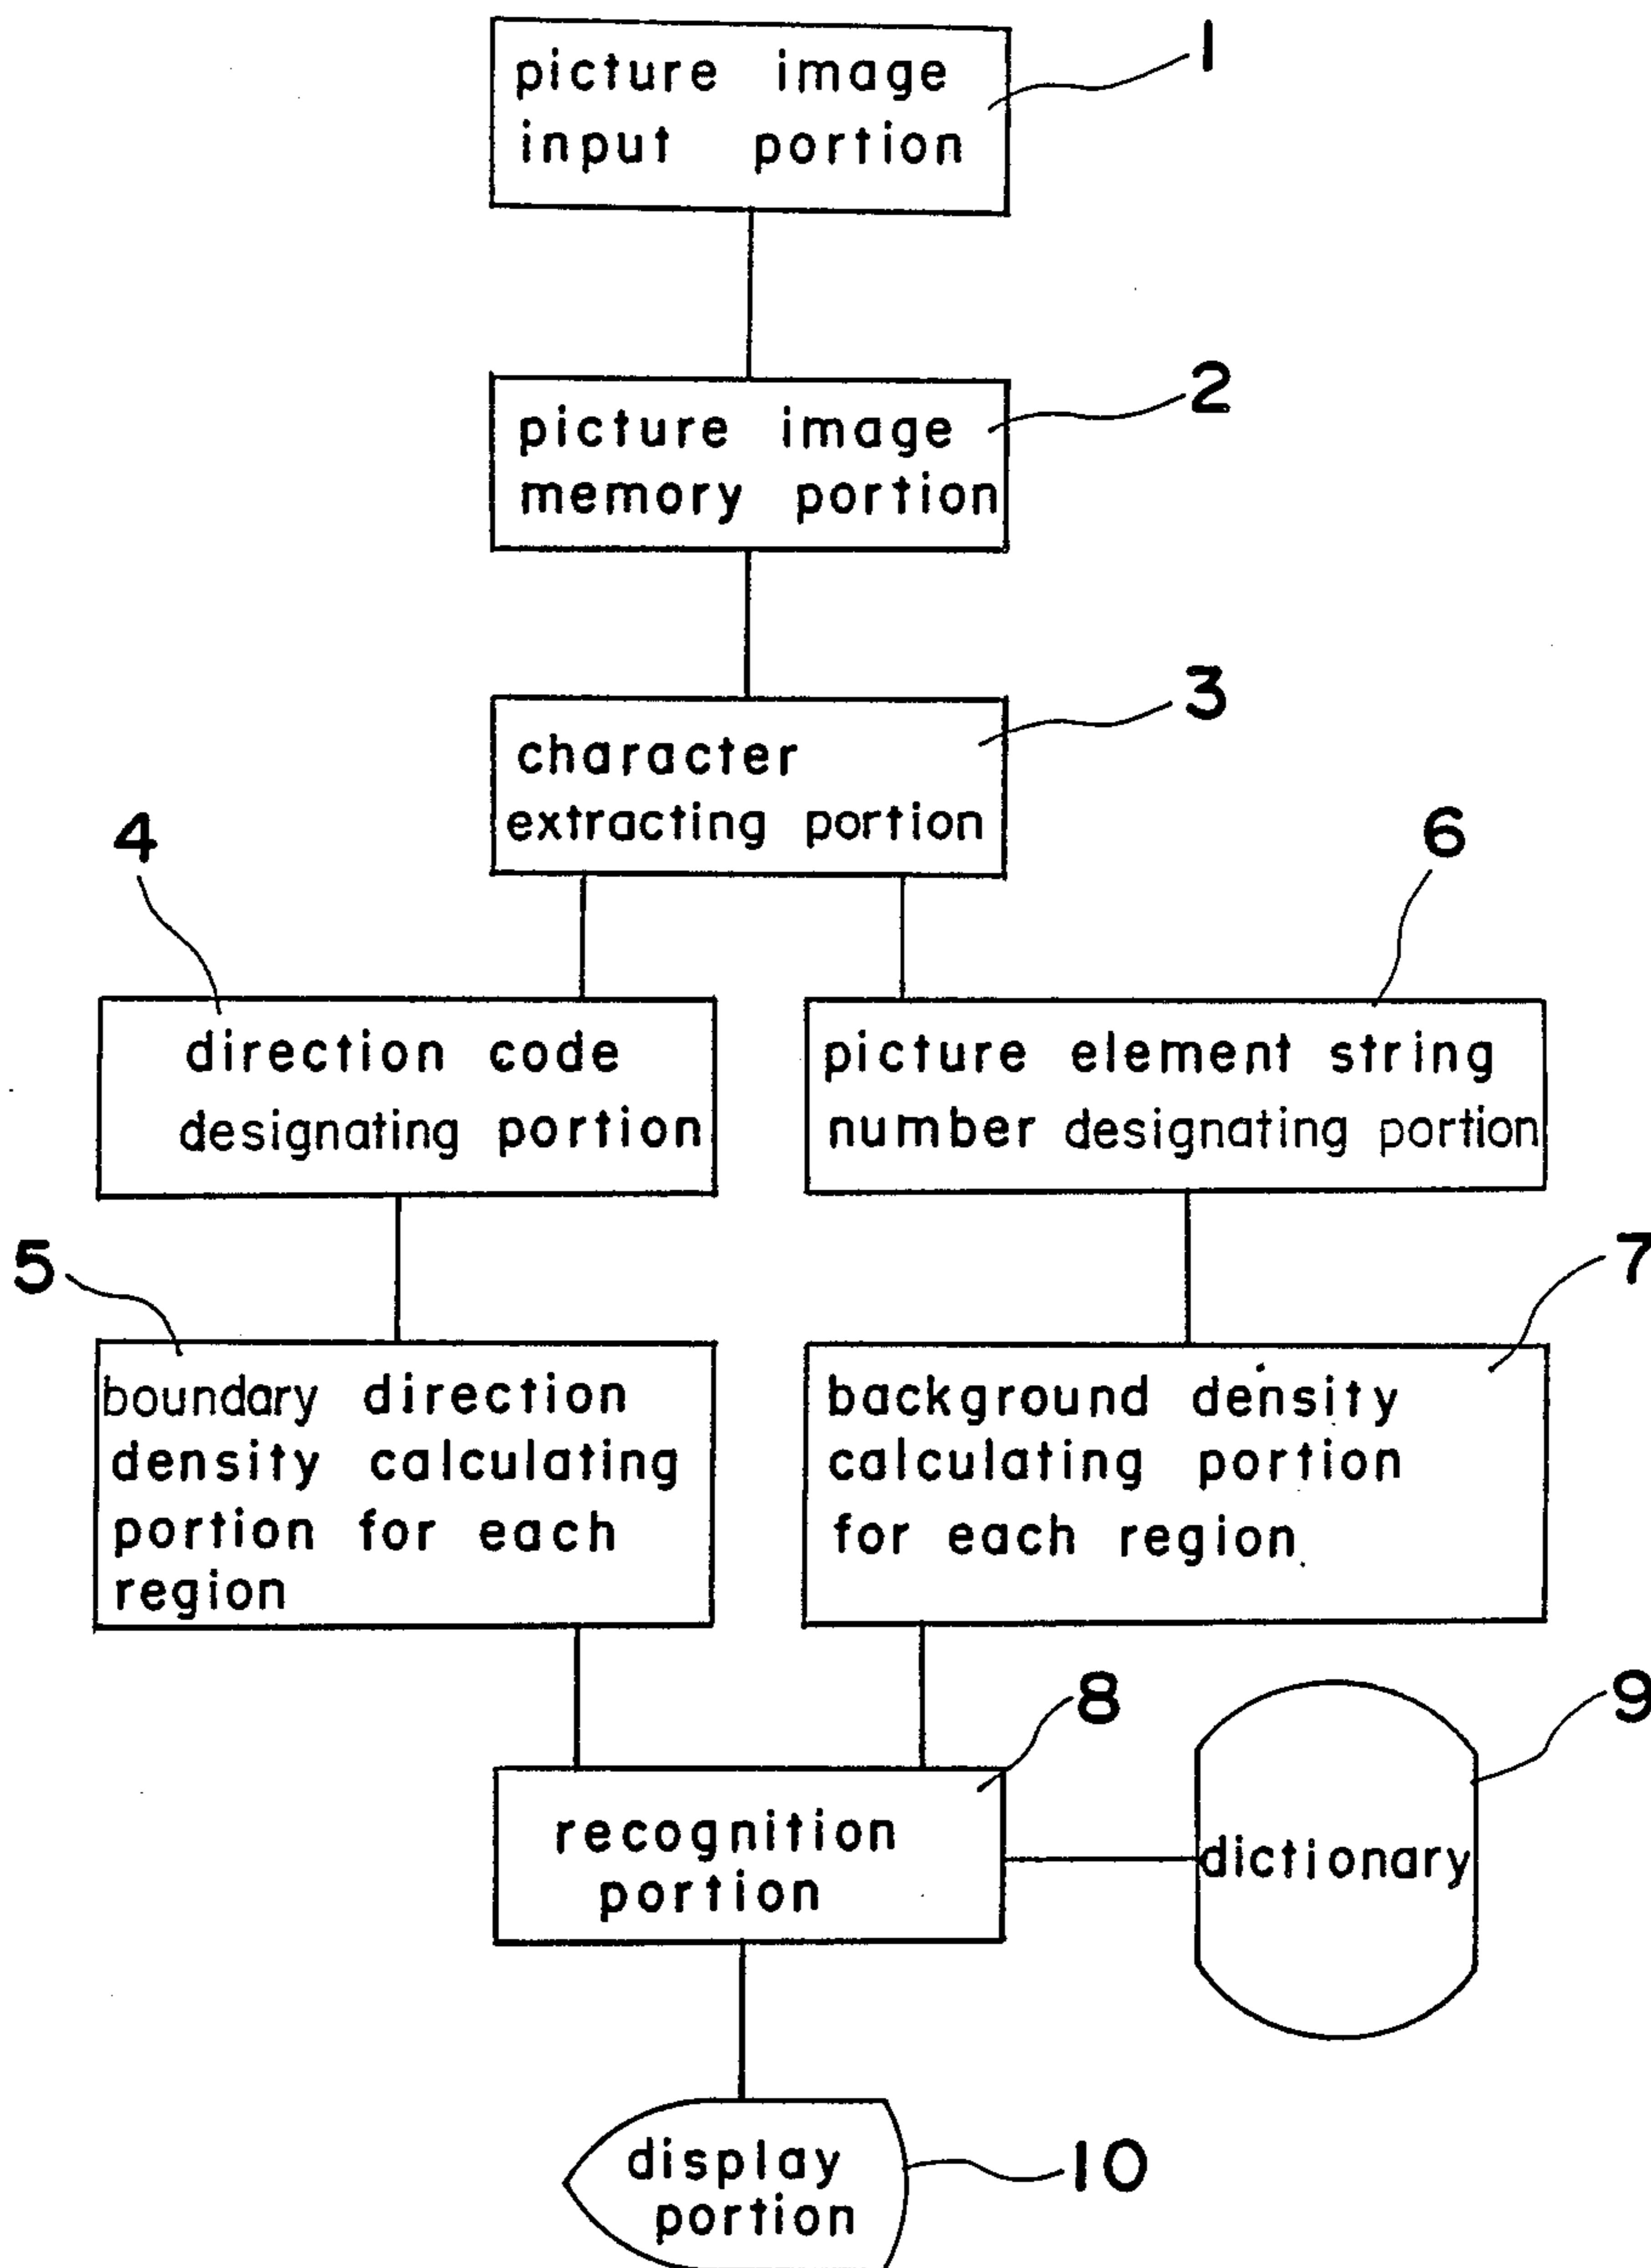 1
picture image
input portion
2
picture image
memory portion
3
character
extracting portion
4
direction code
designating portion
6
picture element string
number designating portion
5
boundary direction
density calculating
portion for each
region
7
background density
calculating portion
for each region
8
recognition
portion
9
dictionary
10
display
portion